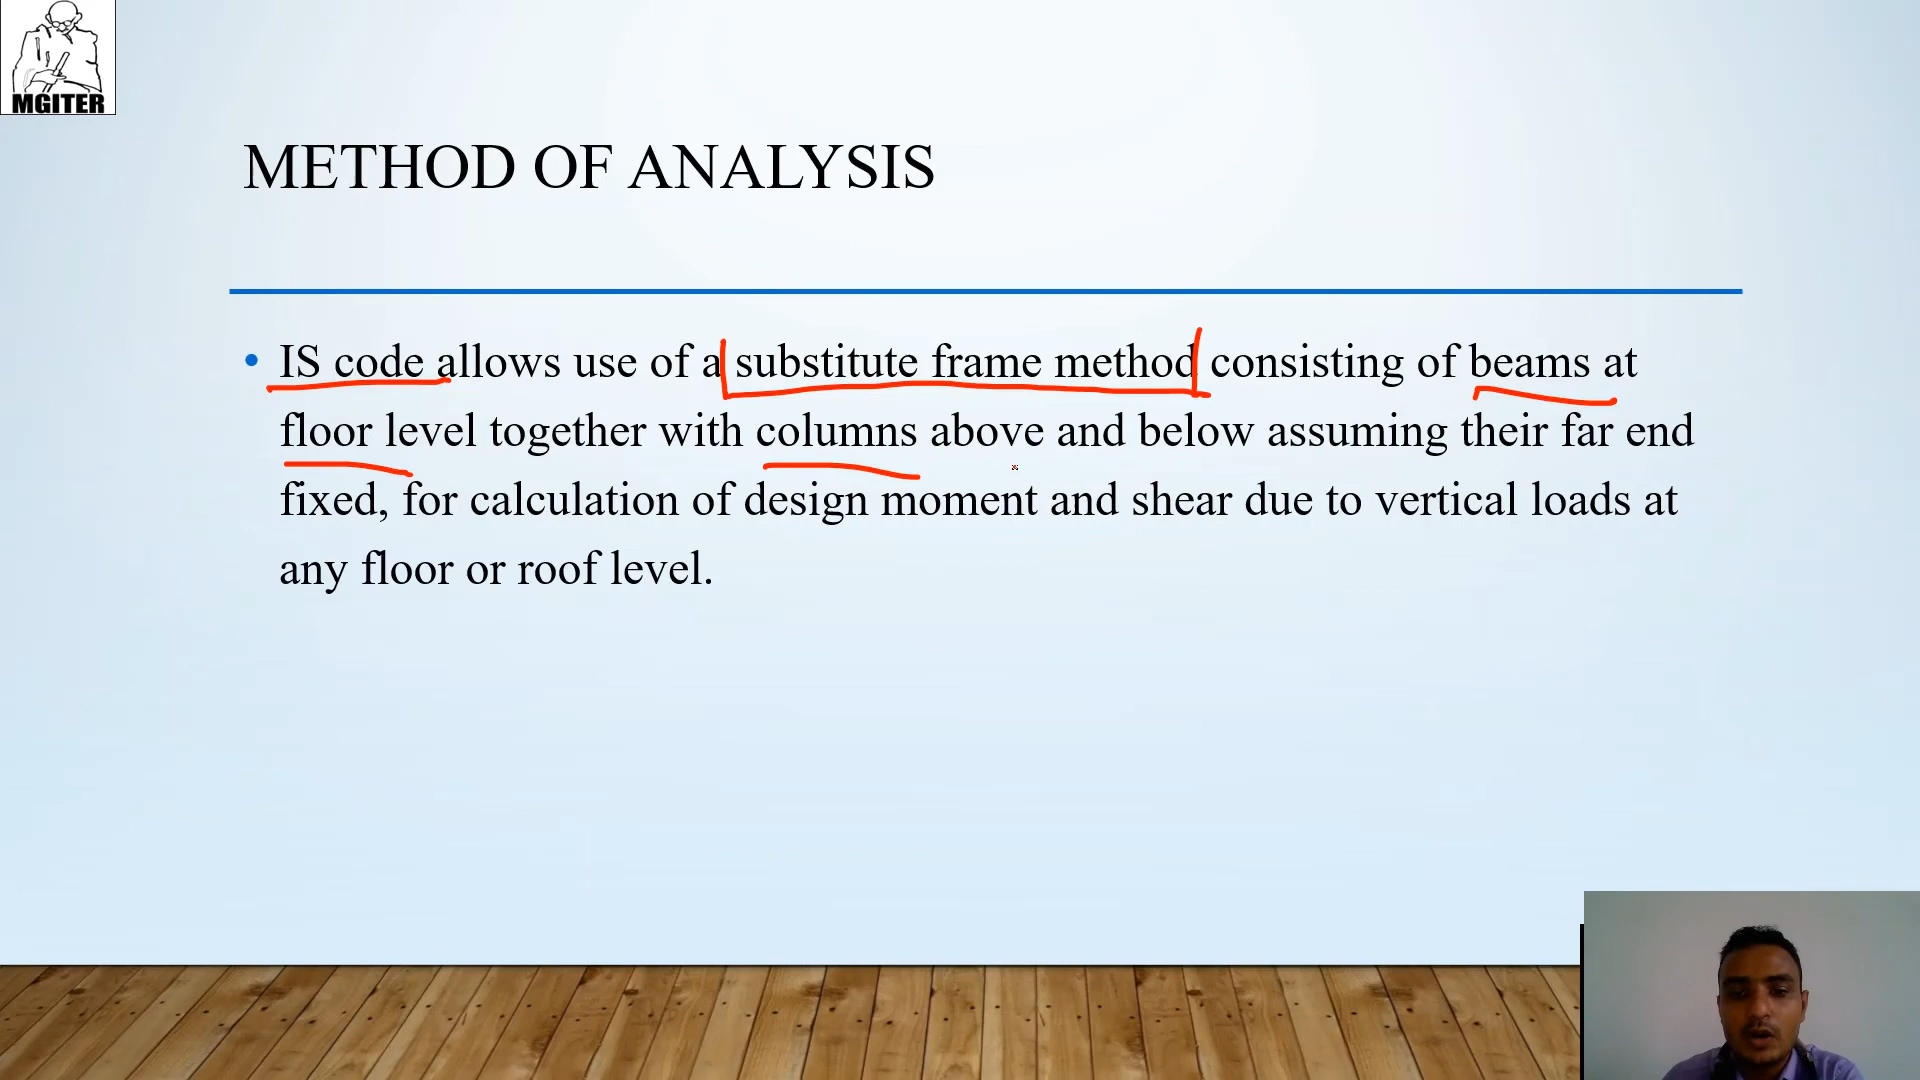 MGITER
METHOD OF ANALYSIS
• IS code allows use of a substitute frame method consisting of beams at
floor level together with columns above and below assuming their far end
fixed, for calculation of design moment and shear due to vertical loads at
any floor or roof level.